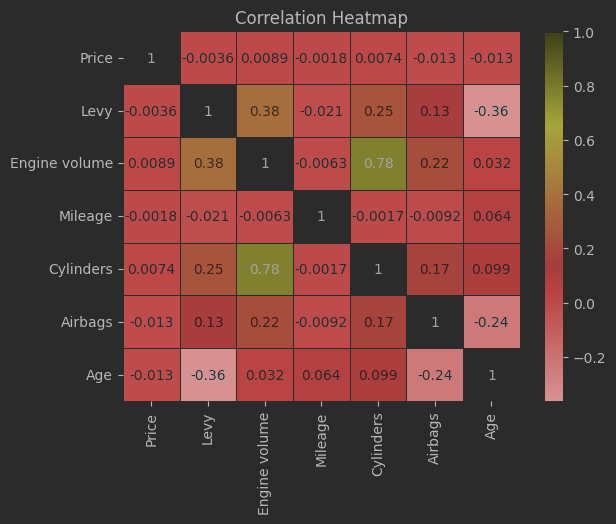 Correlation Heatmap
Price 1 -0.0036 0.0089 -0.0018 0.0074 -0.013 -0.013
Levy -0.0036 1 0.38 -0.021 0.25 0.13 -0.36
Engine volume 0.0089 0.38 1 -0.0063 0.78 0.22 0.032
Mileage -0.0018 -0.021 -0.0063 1 -0.0017 -0.0092 0.064
Cylinders 0.0074 0.25 0.78 -0.0017 1 0.17 0.099
Airbags -0.013 0.13 0.22 -0.0092 0.17 1 -0.24
Age -0.013 -0.36 0.032 0.064 0.099 -0.24 1
Price
Levy
Engine volume
Mileage
Cylinders
Airbags
Age
1.0
0.8
0.6
0.4
0.2
0.0
−0.2